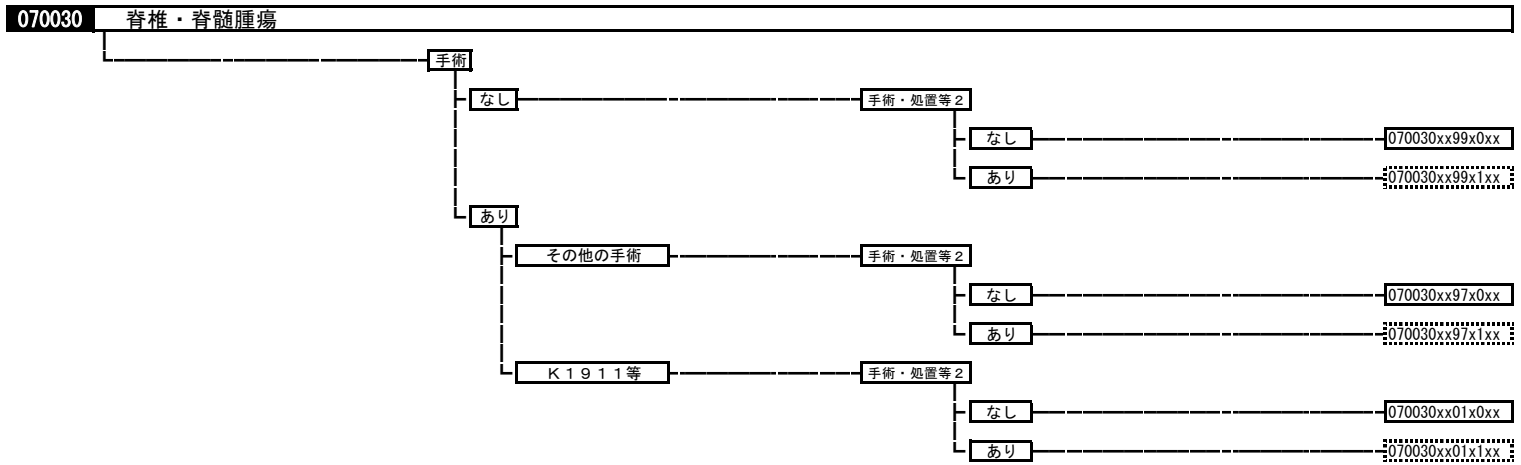 070030 脊椎・脊髄腫瘍
手術
なし 手術・処置等２
なし 070030xx99x0xx
あり 070030xx99x1xx
あり
その他の手術 手術・処置等２
なし 070030xx97x0xx
あり 070030xx97x1xx
Ｋ１９１１等 手術・処置等２
なし 070030xx01x0xx
あり 070030xx01x1xx